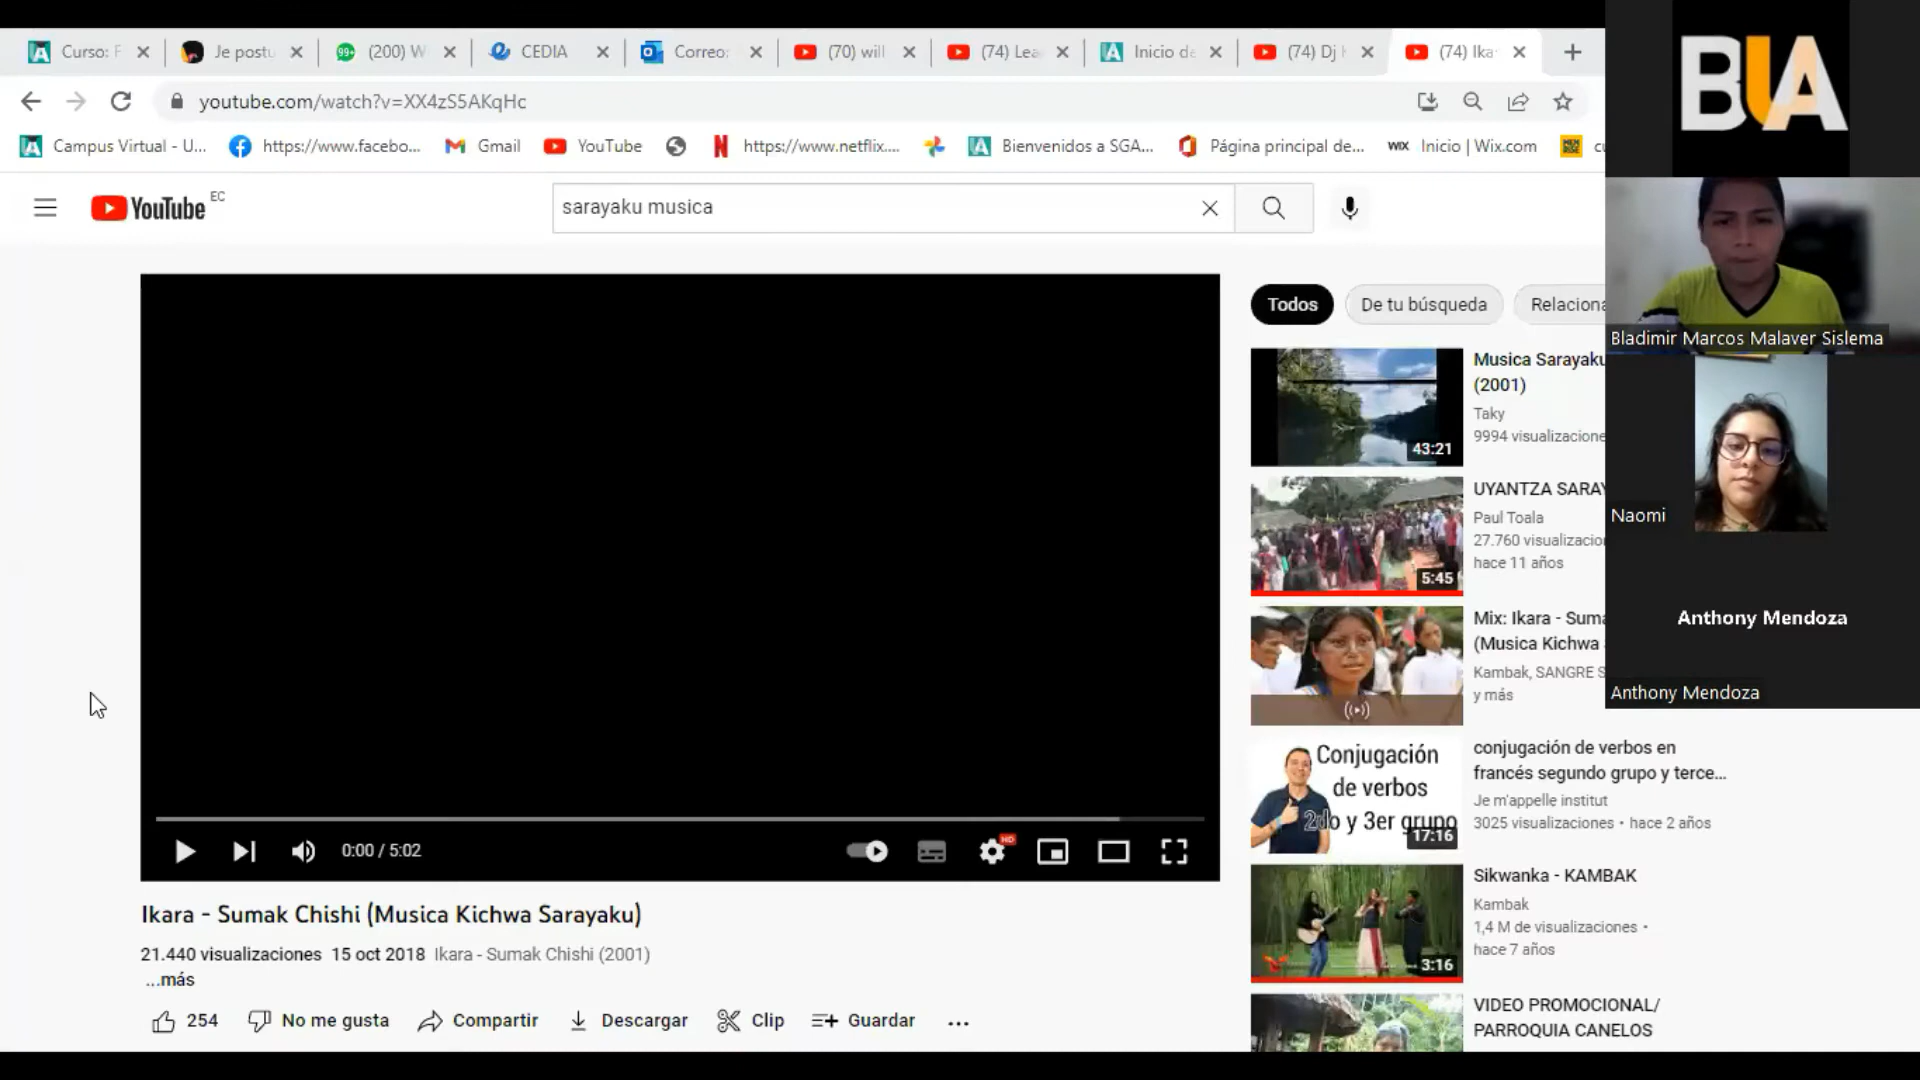 Curso: F
Je postu
99+
(200) W
CEDIA
Correo:
(70) will
(74) Lea
Inicio de
(74) Dj
(74) Ika
youtube.com/watch?v=XX4zS5AKqHc
Campus Virtual - U...
https://www.facebo...
Gmail
YouTube
https://www.netflix....
Bienvenidos a SGA...
Página principal de...
WIX Inicio | Wix.com
YouTube EC
sarayaku musica
BUA
Todos
De tu búsqueda
Relaciona
Bladimir Marcos Malaver Sislema
Musica Sarayaku
(2001)
Taky
9994 visualizacione
43:21
UYANTZA SARAY
Paul Toala
27.760 visualizacion
hace 11 años
5:45
Naomi
Mix: Ikara - Suma
(Musica Kichwa
Kambak, SANGRE S
y más
Anthony Mendoza
Anthony Mendoza
Conjugación
de verbos
2do y 3er grupo
17:16
conjugación de verbos en
francés segundo grupo y terce...
Je m'appelle institut
3025 visualizaciones • hace 2 años
0:00 / 5:02
HD
Sikwanka - KAMBAK
Kambak
1,4 M de visualizaciones •
hace 7 años
3:16
Ikara - Sumak Chishi (Musica Kichwa Sarayaku)
21.440 visualizaciones 15 oct 2018 Ikara - Sumak Chishi (2001)
...más
254
No me gusta
Compartir
Descargar
Clip
Guardar
...
VIDEO PROMOCIONAL/
PARROQUIA CANELOS